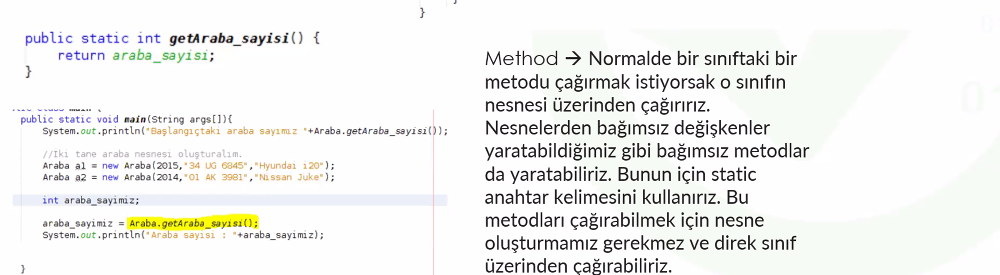 }
public static int getAraba_sayisi() {
return araba_sayisi;
}
public static void main(String args[]){
System.out.println("Başlangıçtaki araba sayımız "+Araba.getAraba_sayisi());
//İki tane araba nesnesi oluşturalım.
Araba a1 = new Araba(2015,"34 UG 6845","Hyundai i20");
Araba a2 = new Araba(2014,"01 AK 3981","Nissan Juke");
int araba_sayimiz;
araba_sayimiz = Araba.getAraba_sayisi();
System.out.println("Araba sayısı : "+araba_sayimiz);
}
Method → Normalde bir sınıftaki bir
metodu çağırmak istiyorsak o sınıfın
nesnesi üzerinden çağırırız.
Nesnelerden bağımsız değişkenler
yaratabildiğimiz gibi bağımsız metodlar
da yaratabiliriz. Bunun için static
anahtar kelimesini kullanırız. Bu
metodları çağırabilmek için nesne
oluşturmamız gerekmez ve direk sınıf
üzerinden çağırabiliriz.